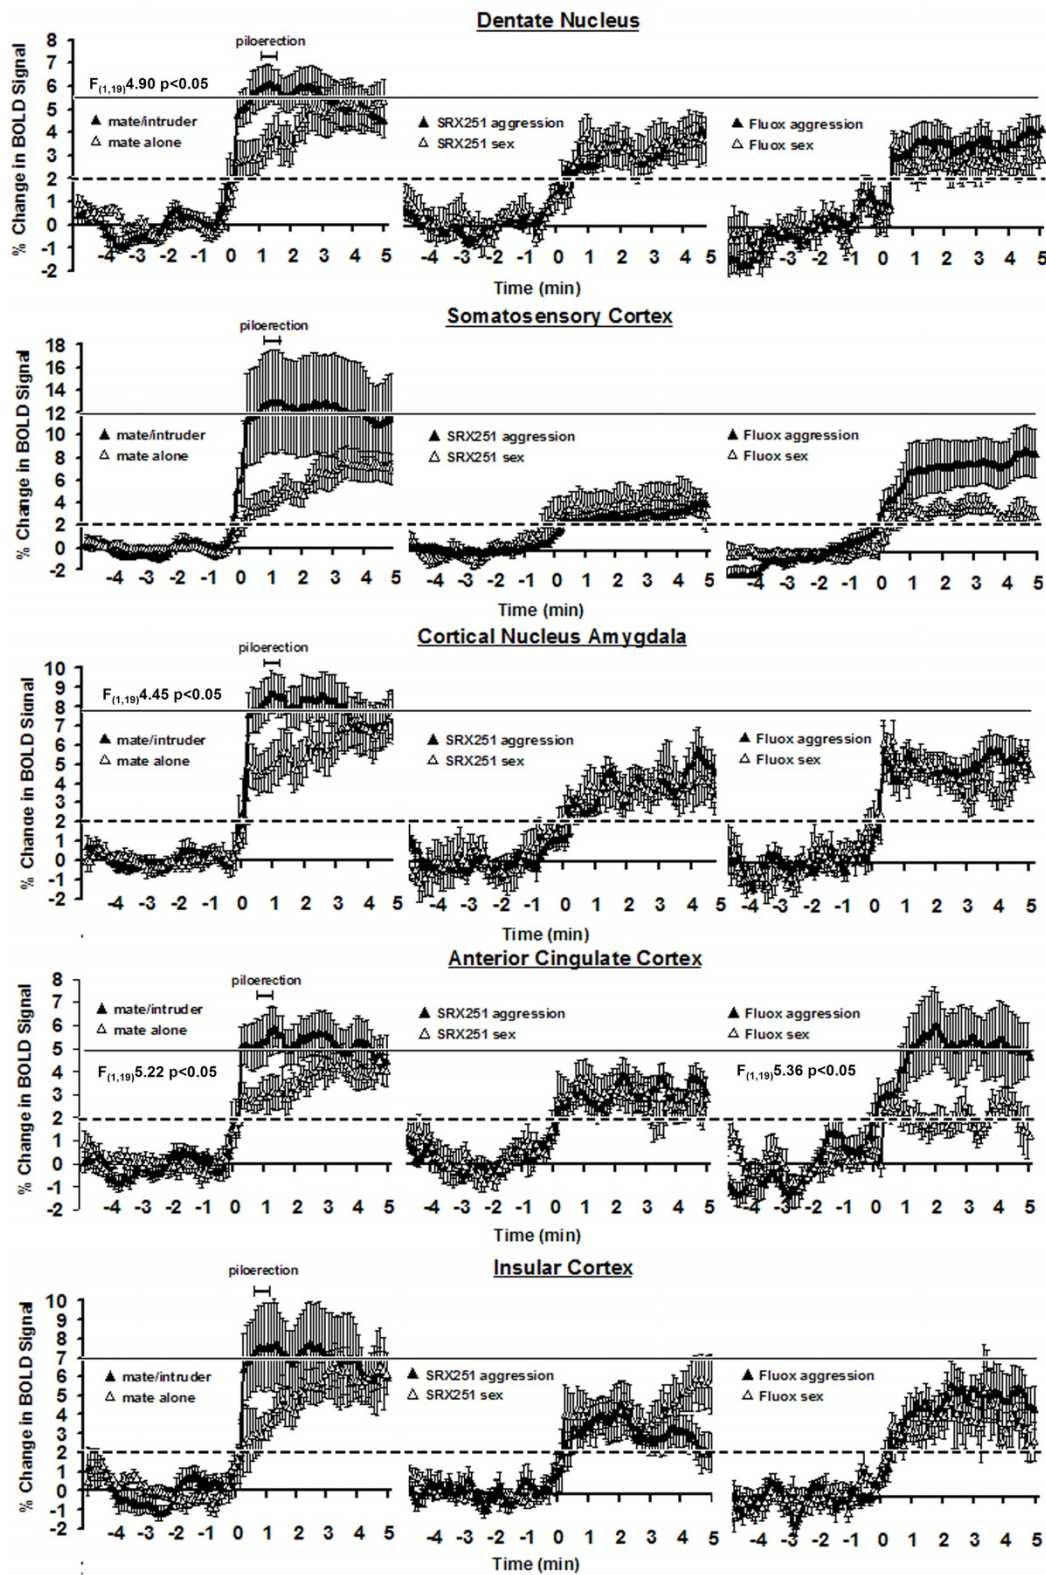 Dentate Nucleus
% Change in BOLD Signal
8
7
6
5
4
3
2
1
0
-1
-2
piloerection
F(1,19)4.90 p<0.05
mate/intruder
mate alone
SRX251 aggression
SRX251 sex
Fluox aggression
Fluox sex
-4 -3 -2 -1 0 1 2 3 4 5
-4 -3 -2 -1 0 1 2 3 4 5
-3 -2 -1 0 1 2 3 4 5
Time (min)
Somatosensory Cortex
% Change in BOLD Signal
18
16
14
12
10
8
6
4
2
0
-2
piloerection
mate/intruder
mate alone
SRX251 aggression
SRX251 sex
Fluox aggression
Fluox sex
-4 -3 -2 -1 0 1 2 3 4 5
-4 -3 -2 -1 0 1 2 3 4 5
-4 -3 -2 -1 0 1 2 3 4 5
Time (min)
Cortical Nucleus Amygdala
% Change in BOLD Signal
10
9
8
7
6
5
4
3
2
1
0
-1
-2
piloerection
F(1,19)4.45 p<0.05
mate/intruder
mate alone
SRX251 aggression
SRX251 sex
Fluox aggression
Fluox sex
-4 -3 -2 -1 0 1 2 3 4 5
-4 -3 -2 -1 0 1 2 3 4 5
-4 -3 -2 -1 0 1 2 3 4 5
Time (min)
Anterior Cingulate Cortex
% Change in BOLD Signal
8
7
6
5
4
3
2
1
0
-1
-2
piloerection
mate/intruder
mate alone
F(1,19)5.22 p<0.05
SRX251 aggression
SRX251 sex
Fluox aggression
Fluox sex
F(1,19)5.36 p<0.05
-4 -3 -2 -1 0 1 2 3 4 5
-4 -3 -2 -1 0 1 2 3 4 5
-4 -3 -2 -1 0 1 2 3 4 5
Time (min)
Insular Cortex
% Change in BOLD Signal
10
9
8
7
6
5
4
3
2
1
0
-1
-2
piloerection
mate/intruder
mate alone
SRX251 aggression
SRX251 sex
Fluox aggression
Fluox sex
-4 -3 -2 -1 0 1 2 3 4 5
-4 -3 -2 -1 0 1 2 3 4 5
-4 -3 -2 -1 0 1 2 3 4 5
Time (min)